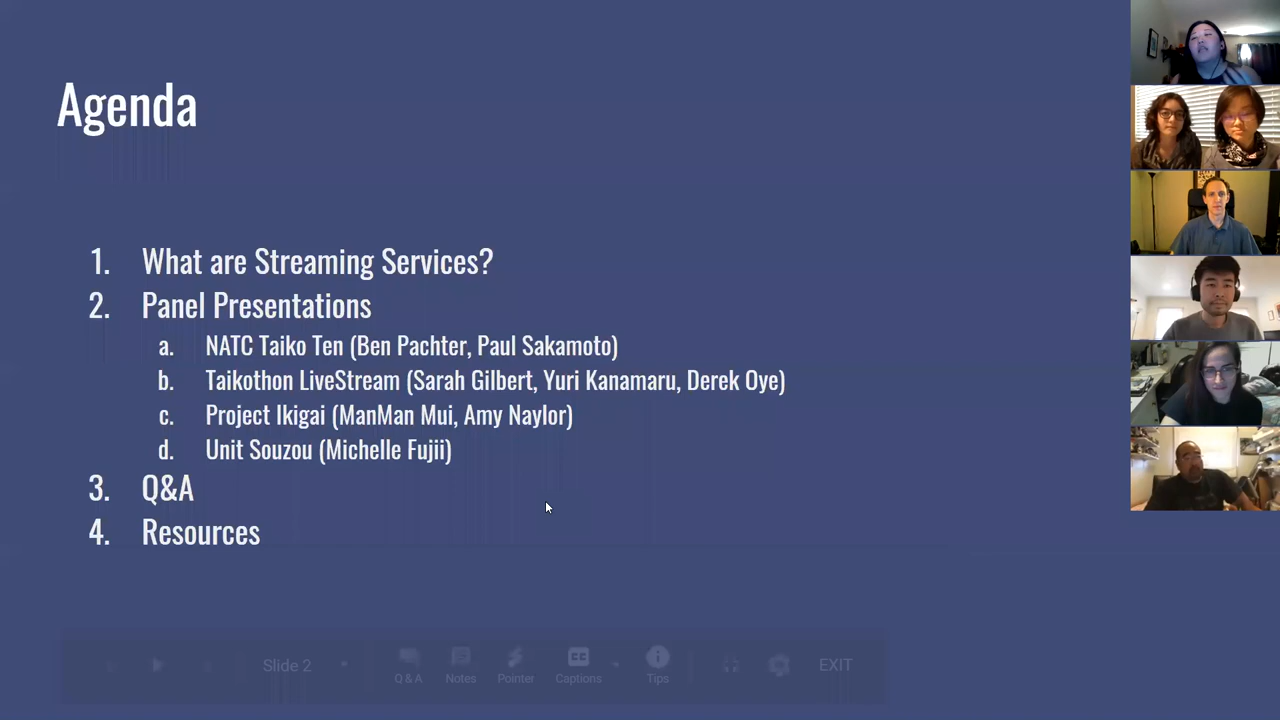 Agenda
1. What are Streaming Services?
2. Panel Presentations
a. NATC Taiko Ten (Ben Pachter, Paul Sakamoto)
b. Taikothon LiveStream (Sarah Gilbert, Yuri Kanamaru, Derek Oye)
c. Project Ikigai (ManMan Mui, Amy Naylor)
d. Unit Souzou (Michelle Fujii)
3. Q&A
4. Resources
Slide 2
Q & A
Notes
Pointer
CC
Captions
Tips
EXIT